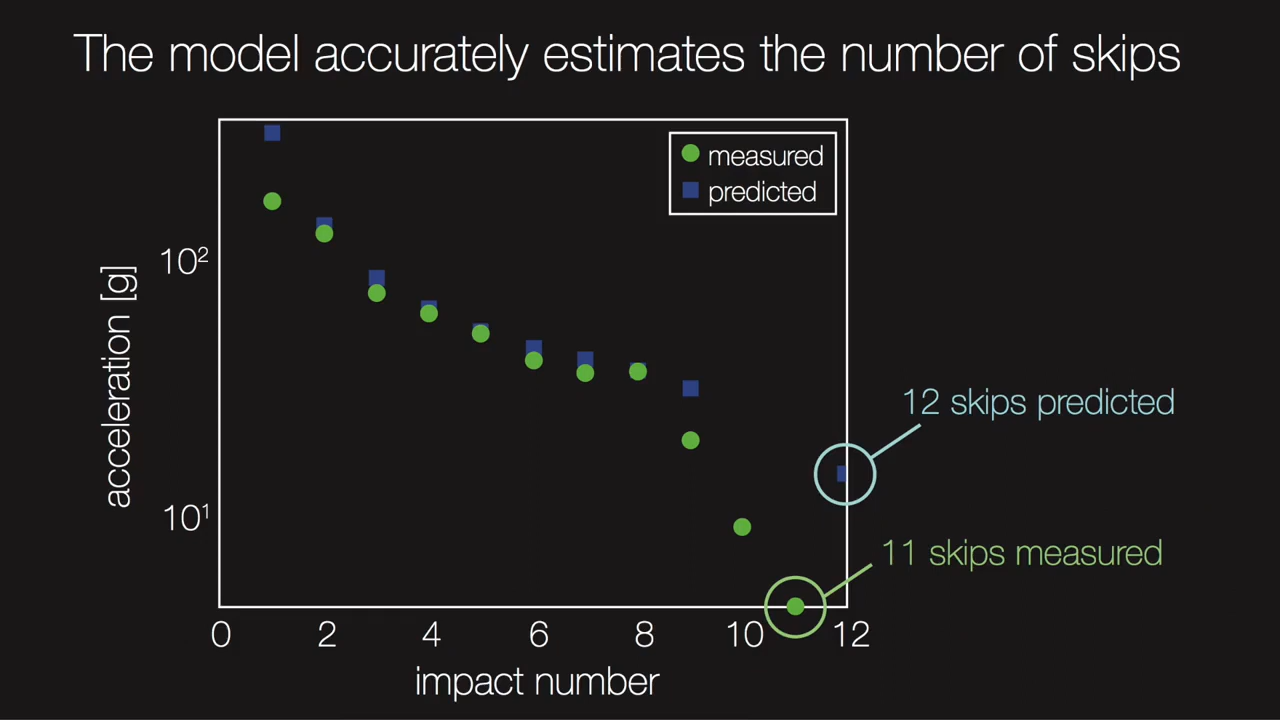 The model accurately estimates the number of skips
measured
predicted
10²
acceleration [g]
12 skips predicted
10¹
11 skips measured
0 2 4 6 8 10 12
impact number